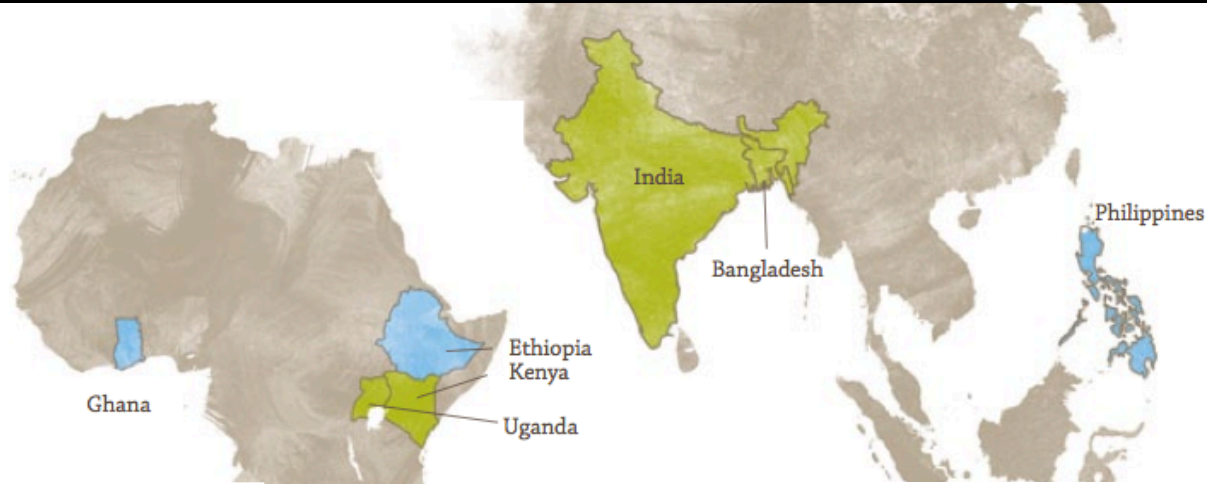 India
Philippines
Bangladesh
Ethiopia
Kenya
Ghana
Uganda